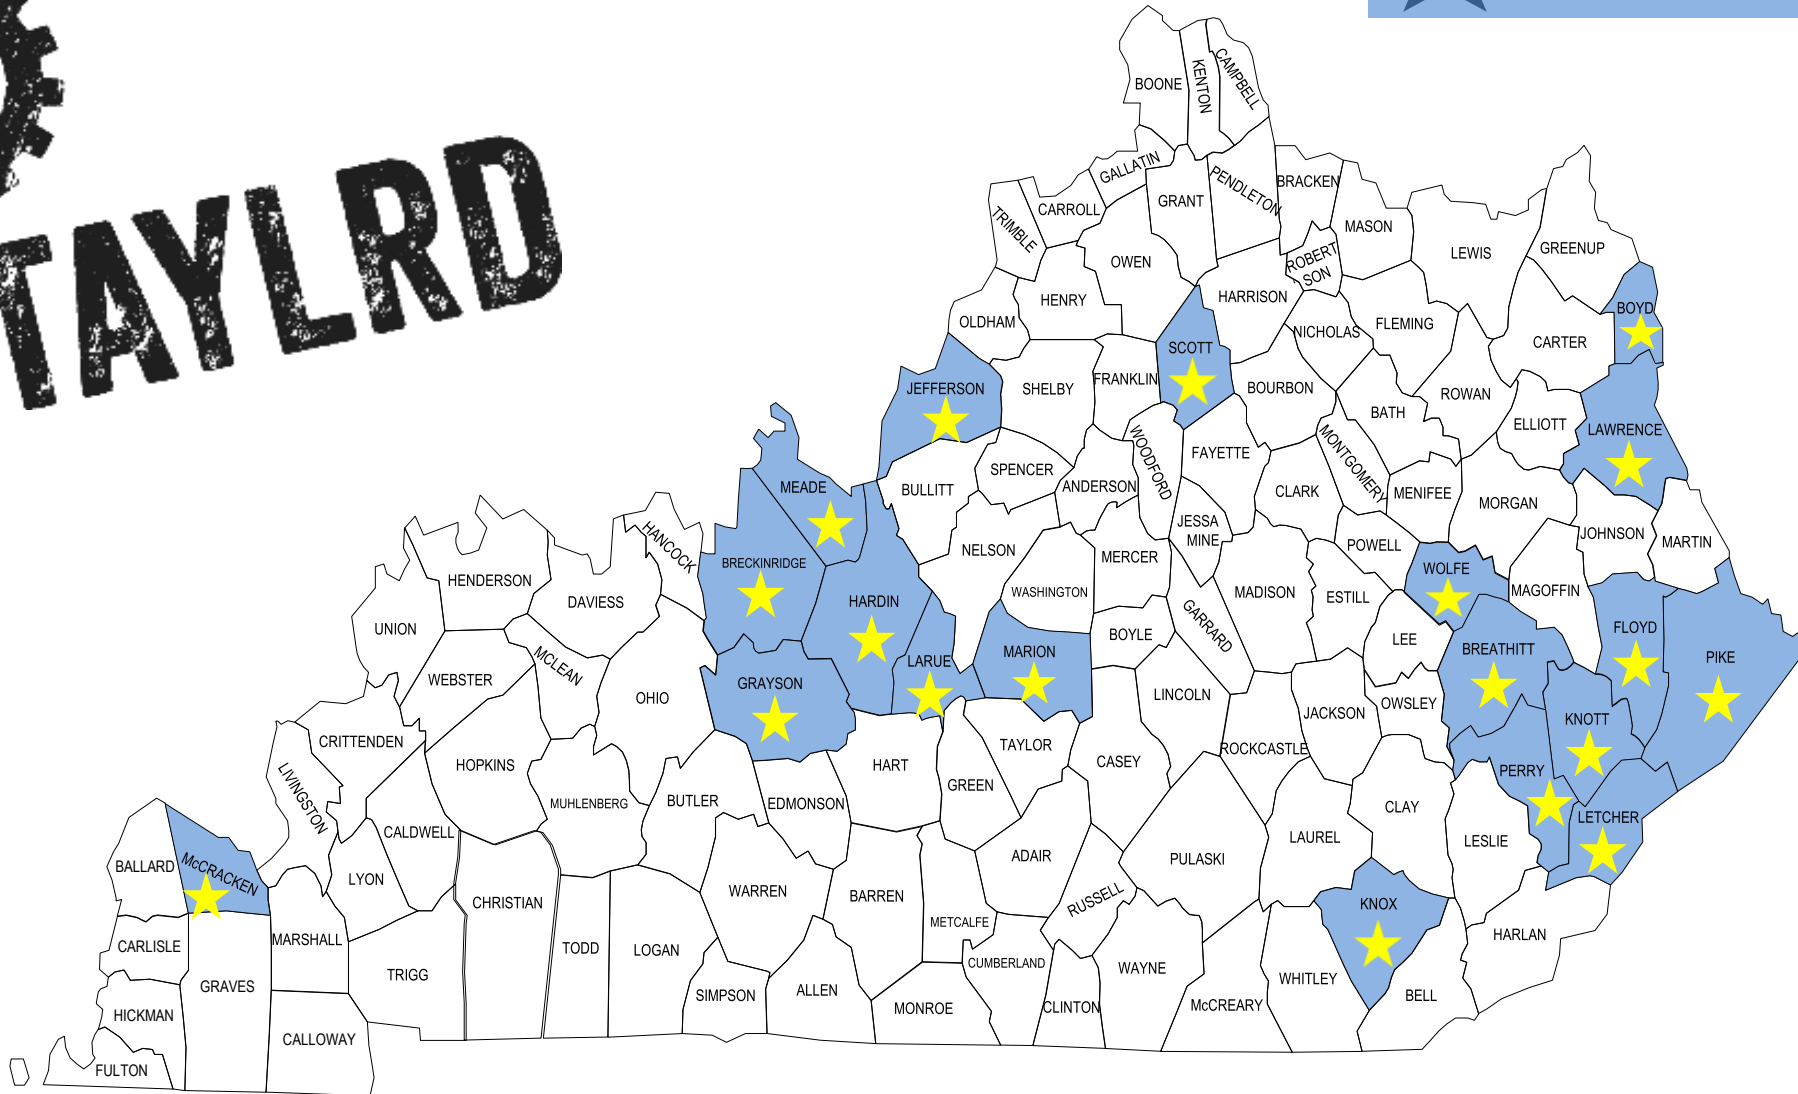 TAYLRD
BOONE
KENTON
CAMPBELL
GALLATIN
GRANT
PENDLETON
BRACKEN
MASON
ROBERT
SON
LEWIS
GREENUP
TRIMBLE
CARROLL
OWEN
HENRY
OLDHAM
HARRISON
NICHOLAS
FLEMING
BOYD
CARTER
SCOTT
JEFFERSON
SHELBY
FRANKLIN
BOURBON
BATH
ROWAN
ELLIOTT
LAWRENCE
WOODFORD
FAYETTE
MONTGOMERY
MEADE
BULLITT
SPENCER
ANDERSON
CLARK
MENIFEE
MORGAN
JESSA
MINE
JOHNSON
MARTIN
HANCOCK
BRECKINRIDGE
NELSON
MERCER
POWELL
WOLFE
MAGOFFIN
HENDERSON
DAVIESS
HARDIN
WASHINGTON
MADISON
ESTILL
GARRARD
UNION
BOYLE
LEE
BREATHITT
FLOYD
PIKE
MCLEAN
LARUE
MARION
WEBSTER
OHIO
GRAYSON
LINCOLN
JACKSON
OWSLEY
KNOTT
CRITTENDEN
HOPKINS
HART
TAYLOR
CASEY
ROCKCASTLE
PERRY
LIVINGSTON
MUHLENBERG
BUTLER
EDMONSON
GREEN
CLAY
LETCHER
CALDWELL
LAUREL
LESLIE
BALLARD
McCRACKEN
LYON
ADAIR
PULASKI
WARREN
BARREN
RUSSELL
KNOX
CHRISTIAN
METCALFE
HARLAN
CARLISLE
MARSHALL
TODD
LOGAN
CUMBERLAND
WAYNE
WHITLEY
TRIGG
GRAVES
SIMPSON
ALLEN
MONROE
CLINTON
McCREARY
BELL
HICKMAN
CALLOWAY
FULTON